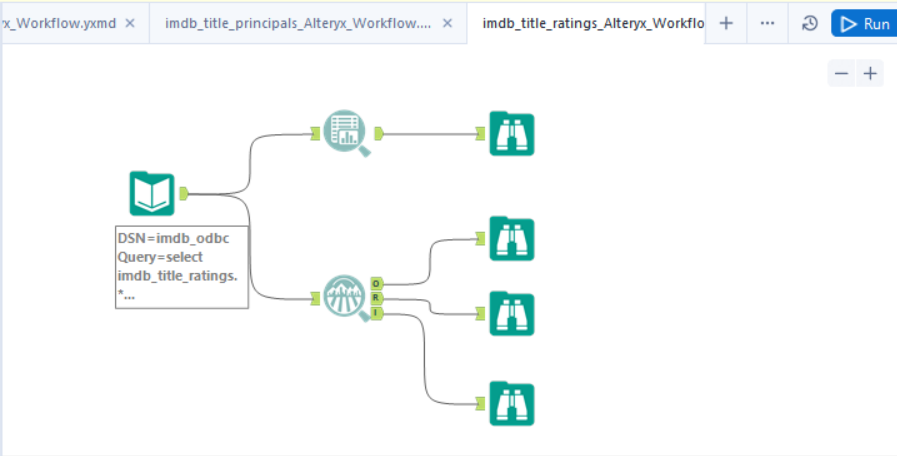 x_Workflow.yxmd ×
imdb_title_principals_Alteryx_Workflow.... ×
imdb_title_ratings_Alteryx_Workflo
+
...
Run
DSN=imdb_odbc
Query=select
imdb_title_ratings.
*...
O
R
I